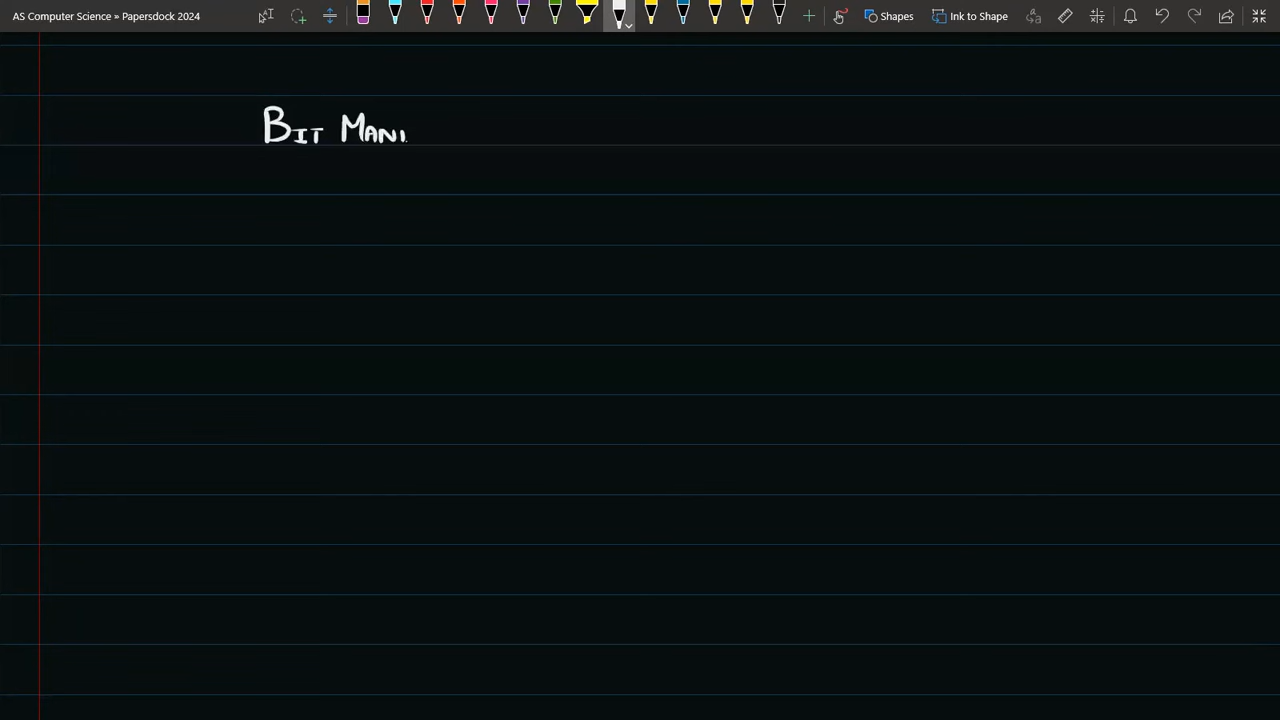 AS Computer Science » Papersdock 2024
Shapes
Ink to Shape
BIT MANI